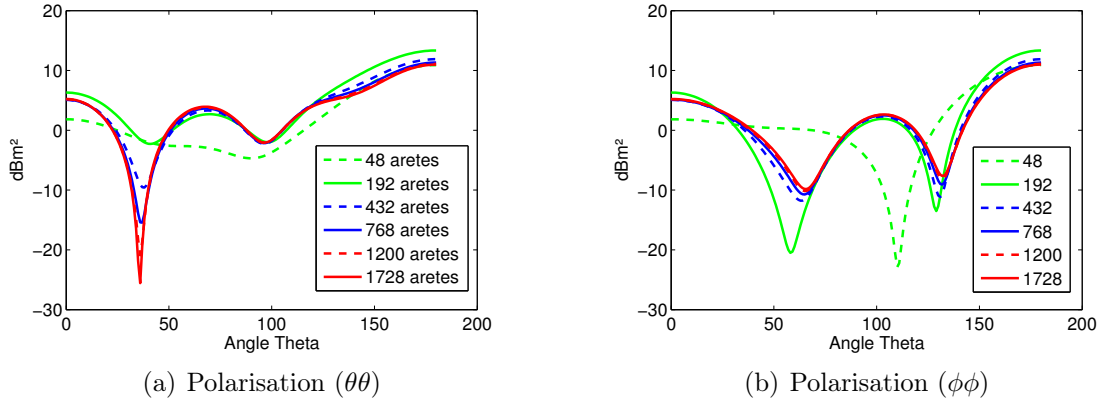 20
10
0
−10
−20
−30
0 50 100 150 200
dBm²
Angle Theta
48 aretes
192 aretes
432 aretes
768 aretes
1200 aretes
1728 aretes
(a) Polarisation (θθ)
20
10
0
−10
−20
−30
0 50 100 150 200
dBm²
Angle Theta
48
192
432
768
1200
1728
(b) Polarisation (ϕϕ)